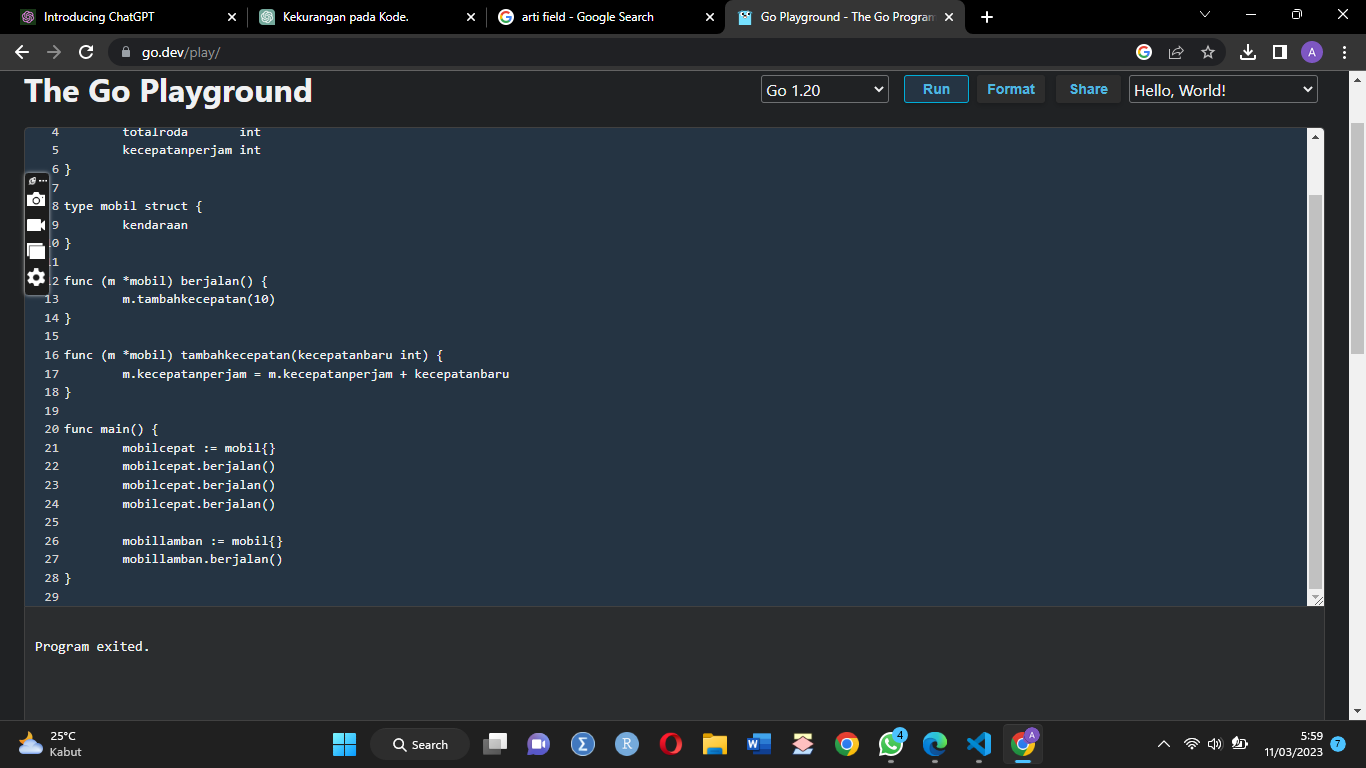 Introducing ChatGPT
Kekurangan pada Kode.
arti field - Google Search
Go Playground - The Go Program
go.dev/play/
A
The Go Playground
Go 1.20
Run
Format
Share
Hello, World!
4 totalroda int
5 kecepatanperjam int
6 }
7
8 type mobil struct {
9 kendaraan
0 }
1
2 func (m *mobil) berjalan() {
13 m.tambahkecepatan(10)
14 }
15
16 func (m *mobil) tambahkecepatan(kecepatanbaru int) {
17 m.kecepatanperjam = m.kecepatanperjam + kecepatanbaru
18 }
19
20 func main() {
21 mobilcepat := mobil{}
22 mobilcepat.berjalan()
23 mobilcepat.berjalan()
24 mobilcepat.berjalan()
25
26 mobillamban := mobil{}
27 mobillamban.berjalan()
28 }
29
Program exited.
25°C
Kabut
Search
4
A
5:59
11/03/2023
7